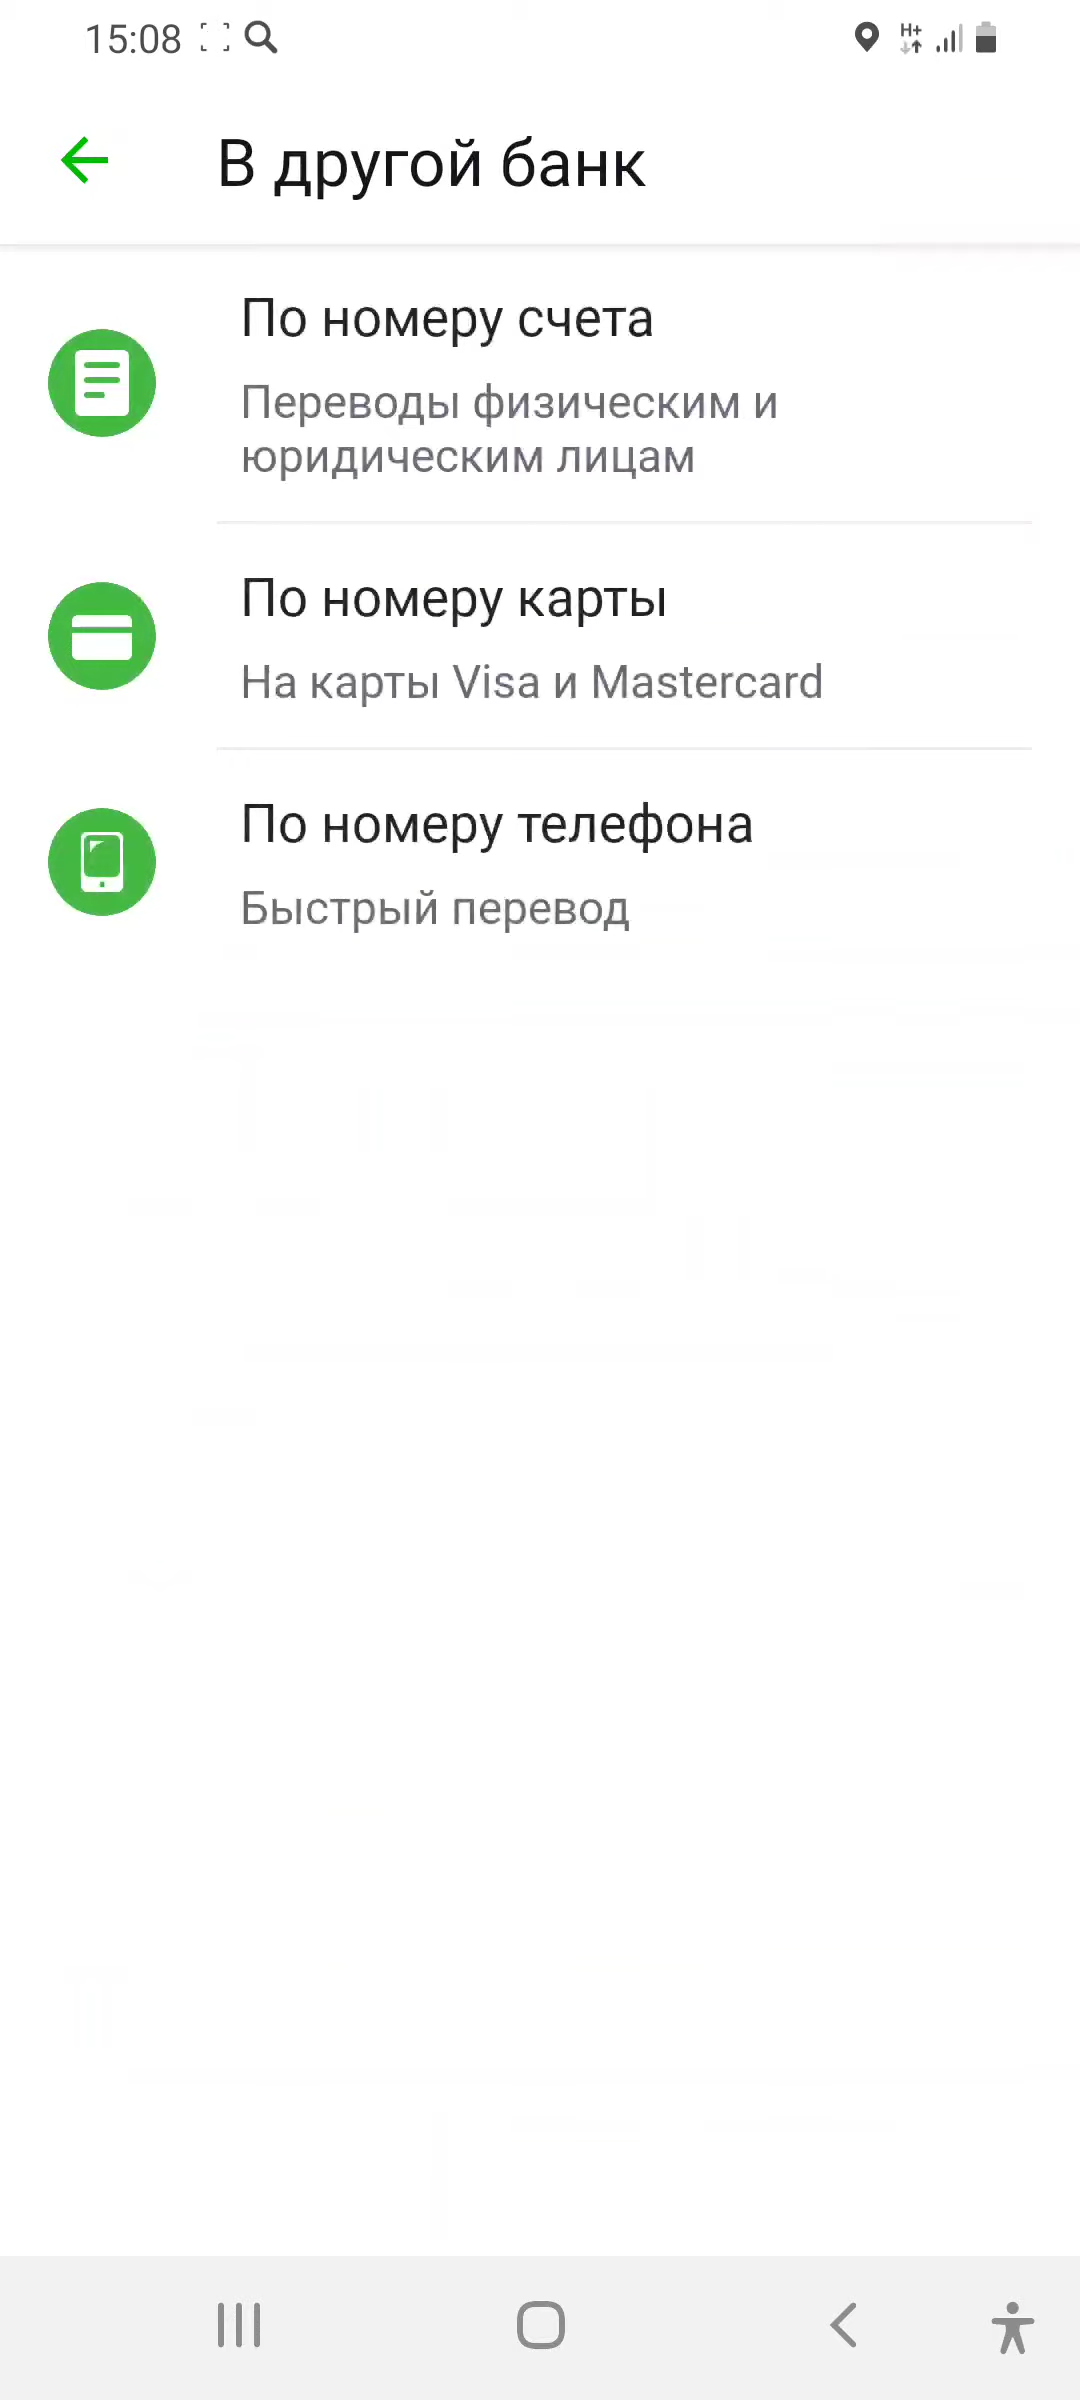 15:08
H+
В другой банк
По номеру счета
Переводы физическим и
юридическим лицам
По номеру карты
На карты Visa и Mastercard
По номеру телефона
Быстрый перевод